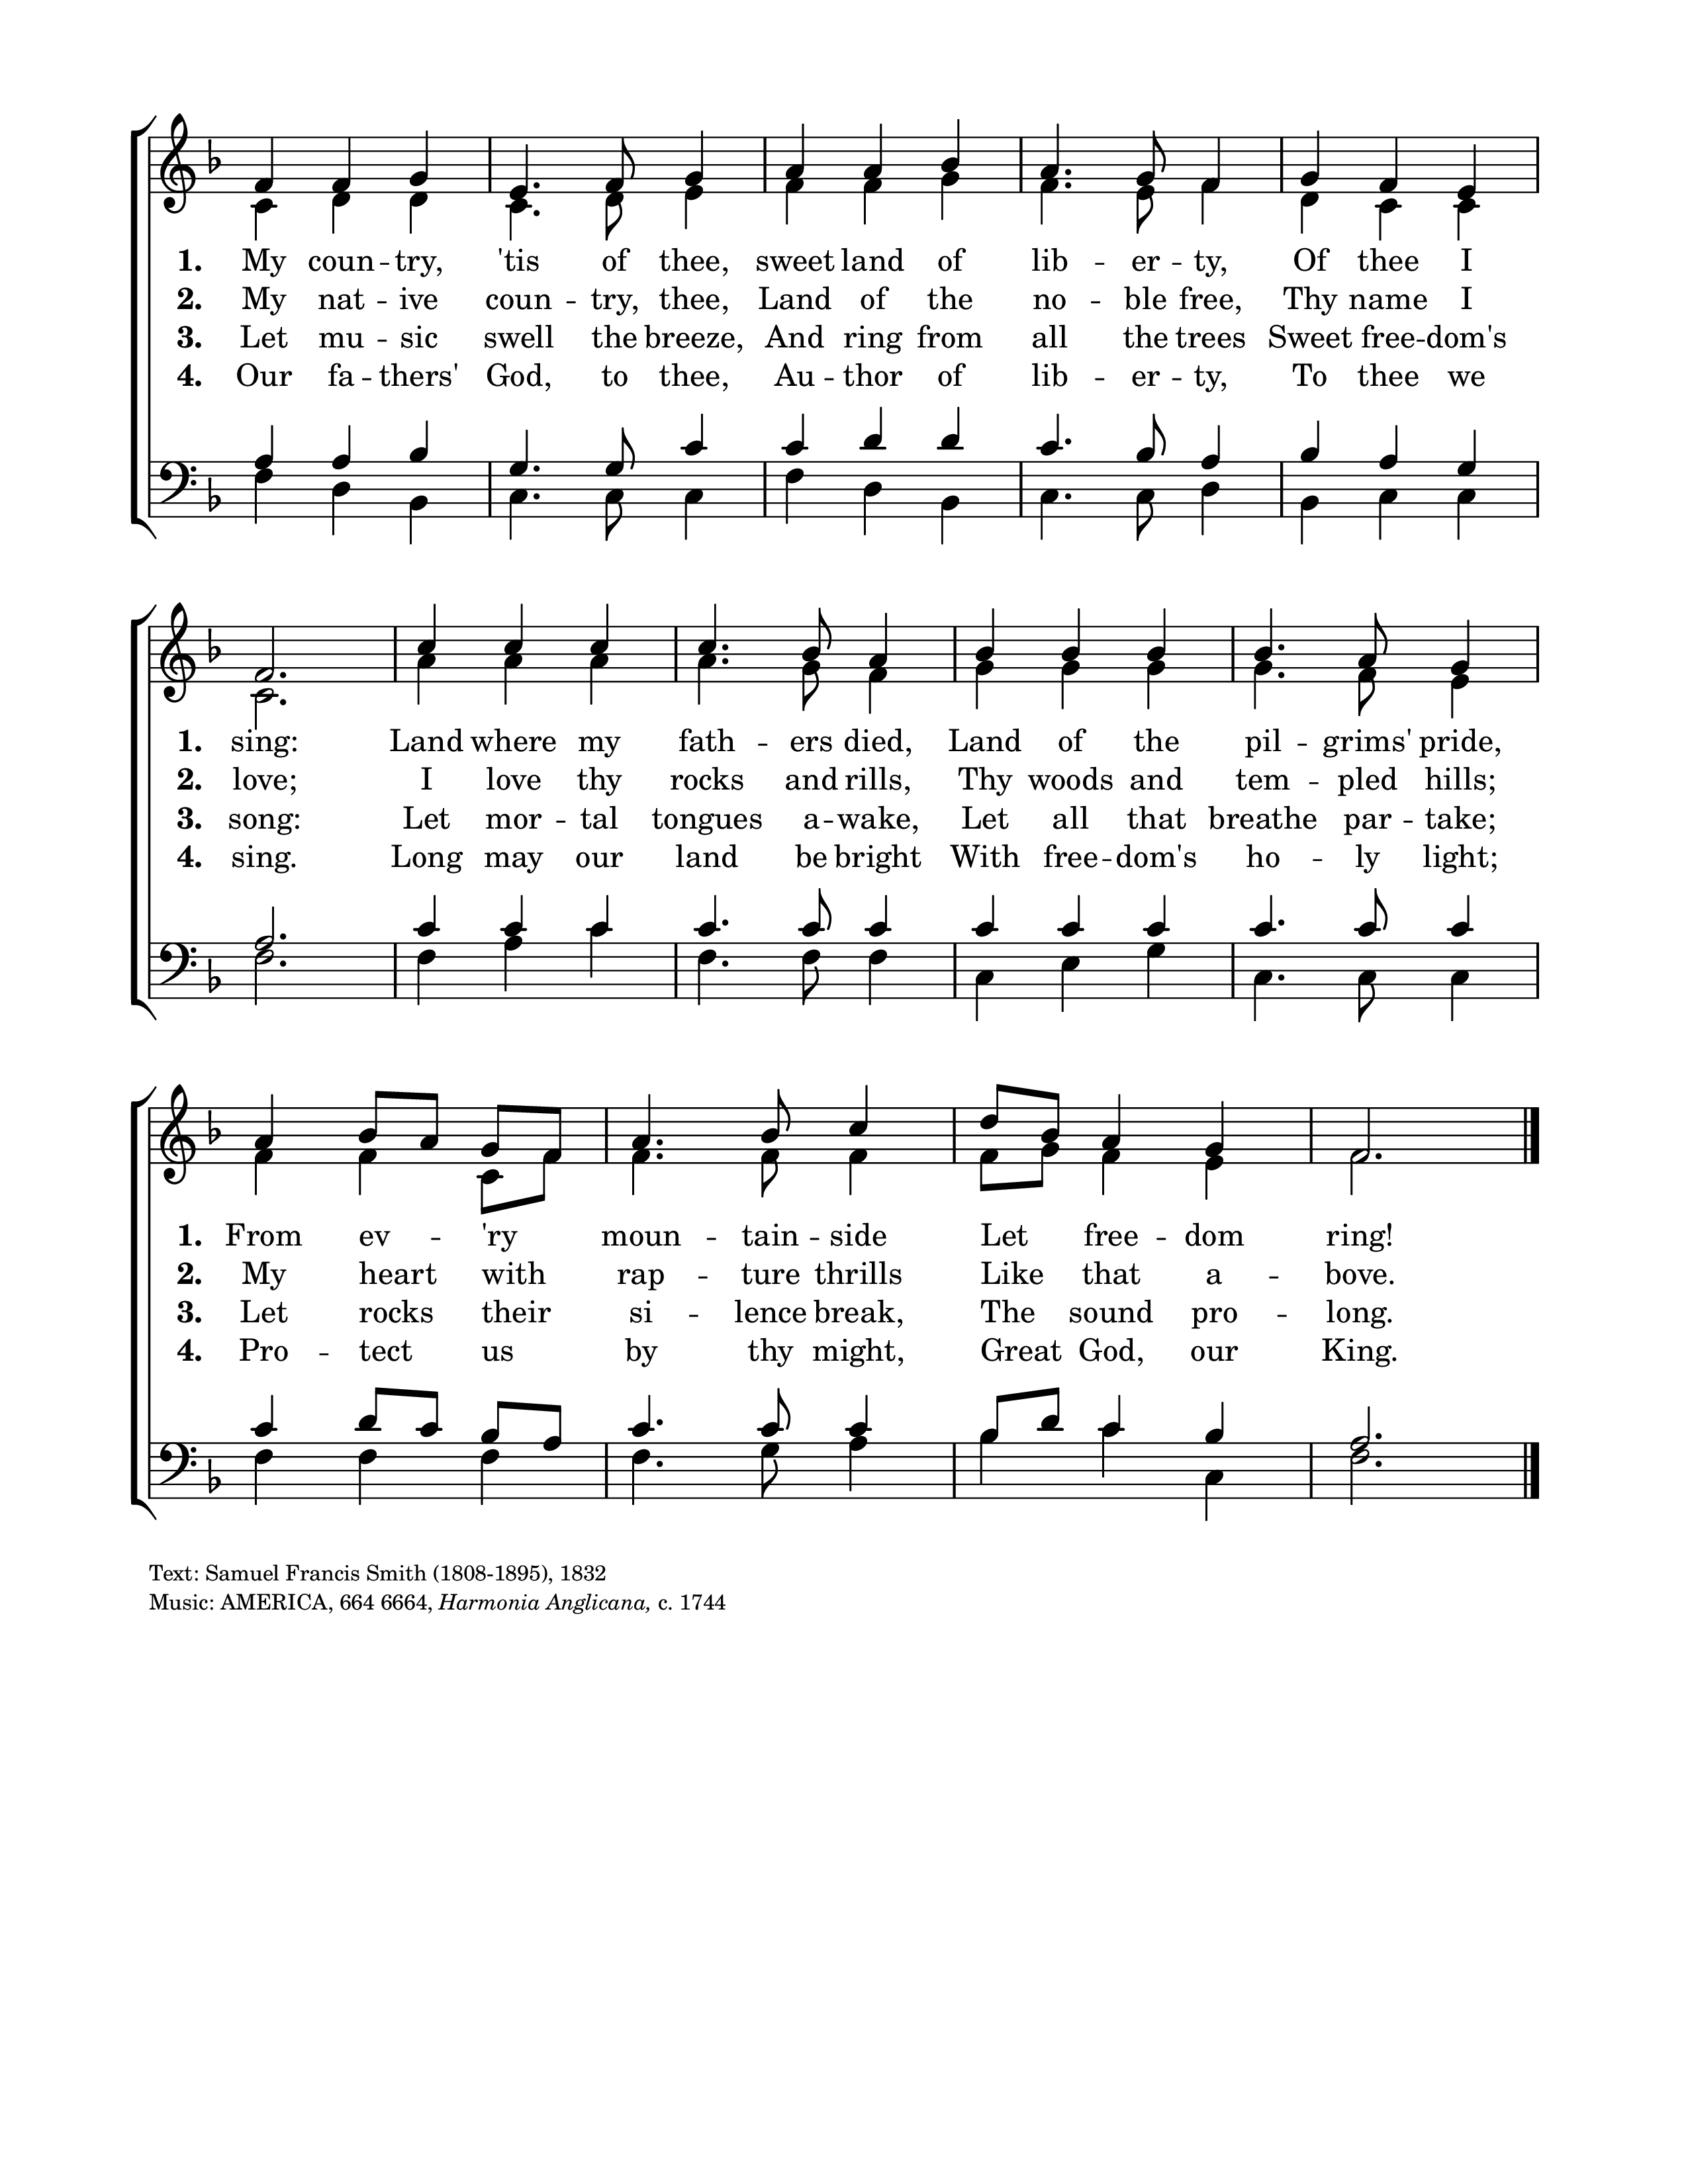 1. My coun -- try, 'tis of thee, sweet land of lib -- er -- ty, Of thee I
2. My nat -- ive coun -- try, thee, Land of the no -- ble free, Thy name I
3. Let mu -- sic swell the breeze, And ring from all the trees Sweet free -- dom's
4. Our fa -- thers' God, to thee, Au -- thor of lib -- er -- ty, To thee we
1. sing: Land where my fath -- ers died, Land of the pil -- grims' pride,
2. love; I love thy rocks and rills, Thy woods and tem -- pled hills;
3. song: Let mor -- tal tongues a -- wake, Let all that breathe par -- take;
4. sing. Long may our land be bright With free -- dom's ho -- ly light;
1. From ev -- 'ry moun -- tain -- side Let free -- dom ring!
2. My heart with rap -- ture thrills Like that a -- bove.
3. Let rocks their si -- lence break, The sound pro -- long.
4. Pro -- tect us by thy might, Great God, our King.
Text: Samuel Francis Smith (1808-1895), 1832
Music: AMERICA, 664 6664, Harmonia Anglicana, c. 1744